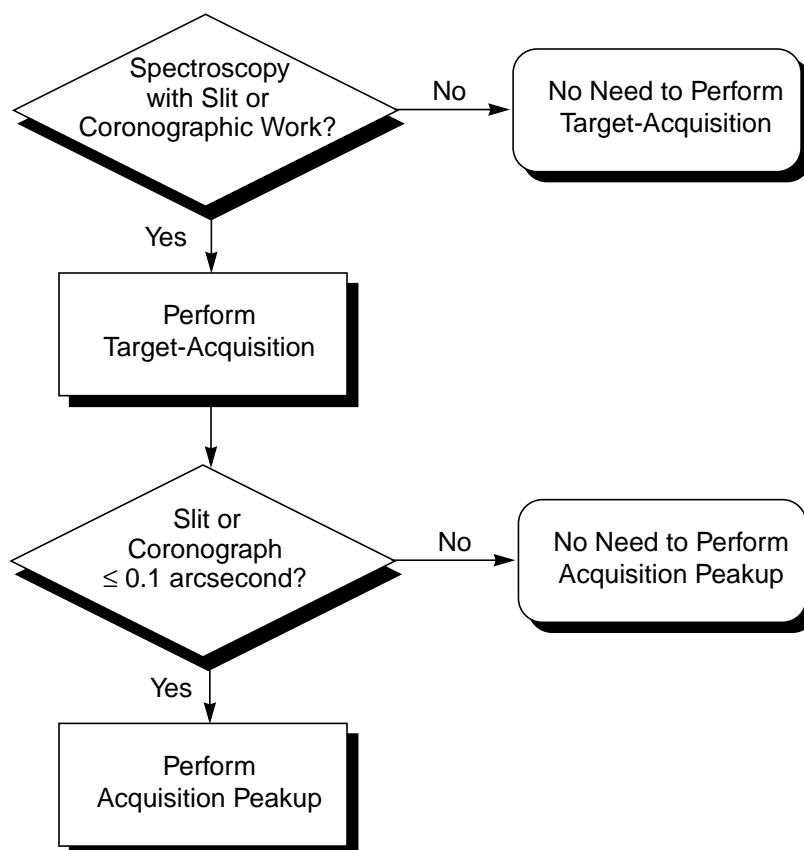 Spectroscopy
with Slit or
Coronographic Work?
No
No Need to Perform
Target-Acquisition
Yes
Perform
Target-Acquisition
Slit or
Coronograph
≤ 0.1 arcsecond?
No
No Need to Perform
Acquisition Peakup
Yes
Perform
Acquisition Peakup